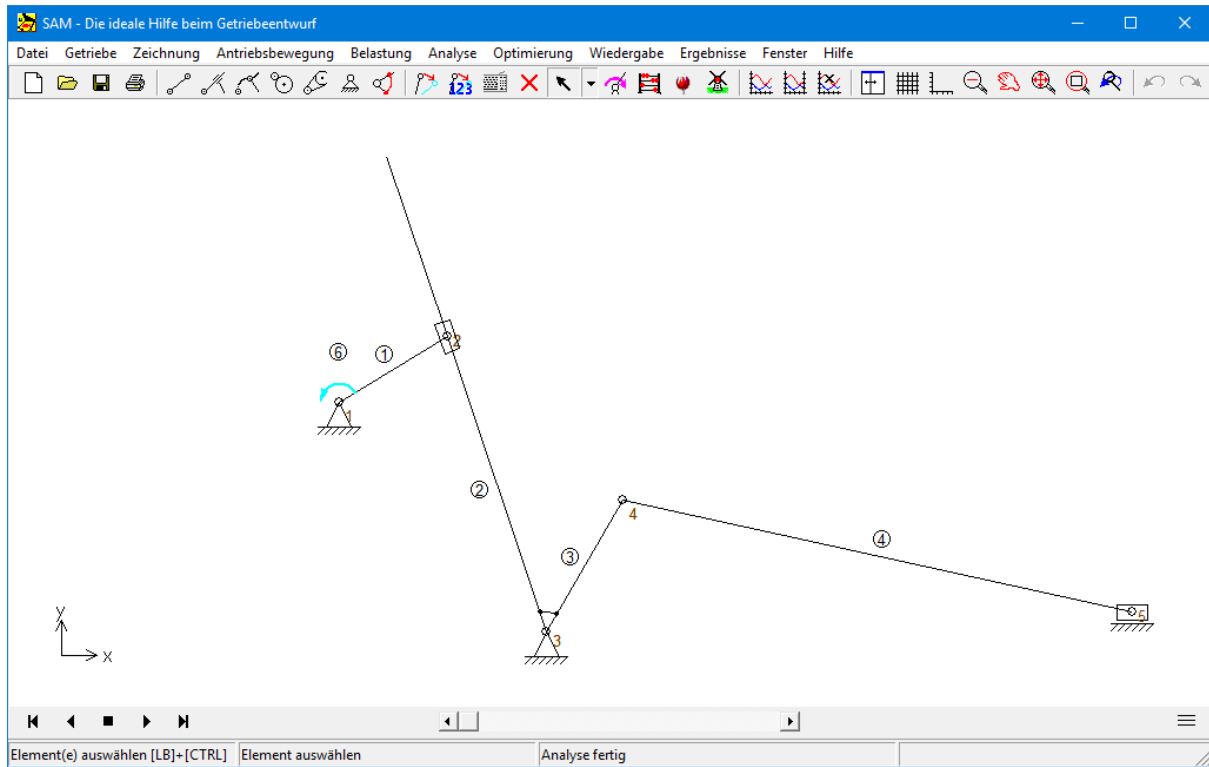 SAM - Die ideale Hilfe beim Getriebeentwurf
Datei Getriebe Zeichnung Antriebsbewegung Belastung Analyse Optimierung Wiedergabe Ergebnisse Fenster Hilfe
123
2
⑥ ①
1
②
4
④
③
5
3
y
x
Element(e) auswählen [LB]+[CTRL] Element auswählen Analyse fertig